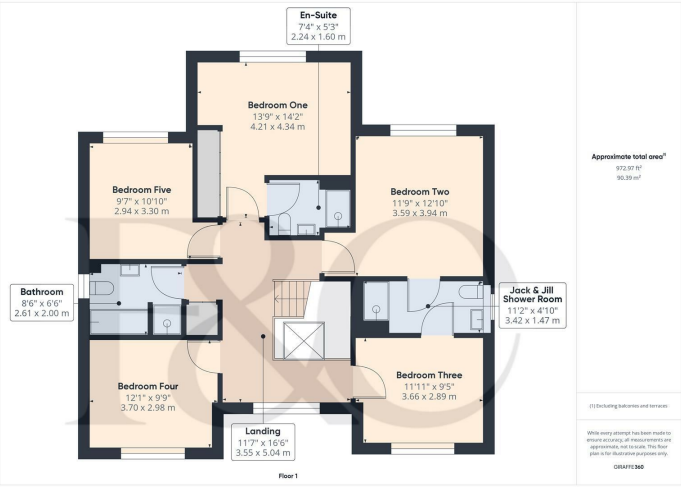 En-Suite
7'4" x 5'3"
2.24 x 1.60 m
Bedroom One
13'9" x 14'2"
4.21 x 4.34 m
Bedroom Five
9'7" x 10'10"
2.94 x 3.30 m
Bedroom Two
11'9" x 12'10"
3.59 x 3.94 m
Bathroom
8'6" x 6'6"
2.61 x 2.00 m
Jack & Jill
Shower Room
11'2" x 4'10"
3.42 x 1.47 m
Bedroom Four
12'1" x 9'9"
3.70 x 2.98 m
Bedroom Three
11'11" x 9'5"
3.66 x 2.89 m
Landing
11'7" x 16'6"
3.55 x 5.04 m
Floor 1
F&C
Approximate total area⁽¹⁾
972.97 ft²
90.39 m²
(1) Excluding balconies and terraces
While every attempt has been made to
ensure accuracy, all measurements are
approximate, not to scale. This floor
plan is for illustrative purposes only.
GIRAFFE360